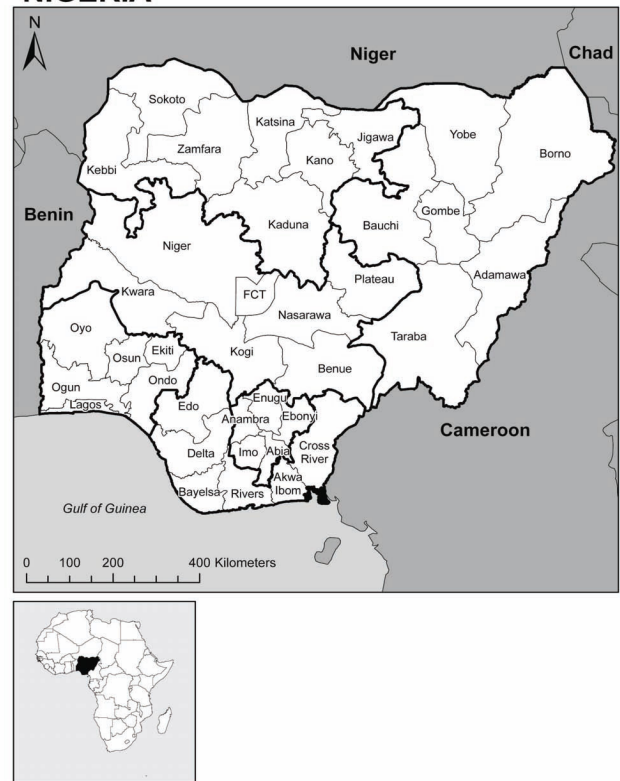 NIGERIA
N
Niger
Chad
Sokoto
Katsina
Jigawa
Yobe
Zamfara
Kano
Borno
Kebbi
Benin
Kaduna
Bauchi
Gombe
Niger
Plateau
Adamawa
Kwara
FCT
Nasarawa
Oyo
Taraba
Osun
Ekiti
Kogi
Benue
Ogun
Ondo
Lagos
Edo
Enugu
Anambra
Ebonyi
Cameroon
Delta
Imo
Abia
Cross
River
Akwa
Ibom
Bayelsa
Rivers
Gulf of Guinea
0 100 200 400 Kilometers